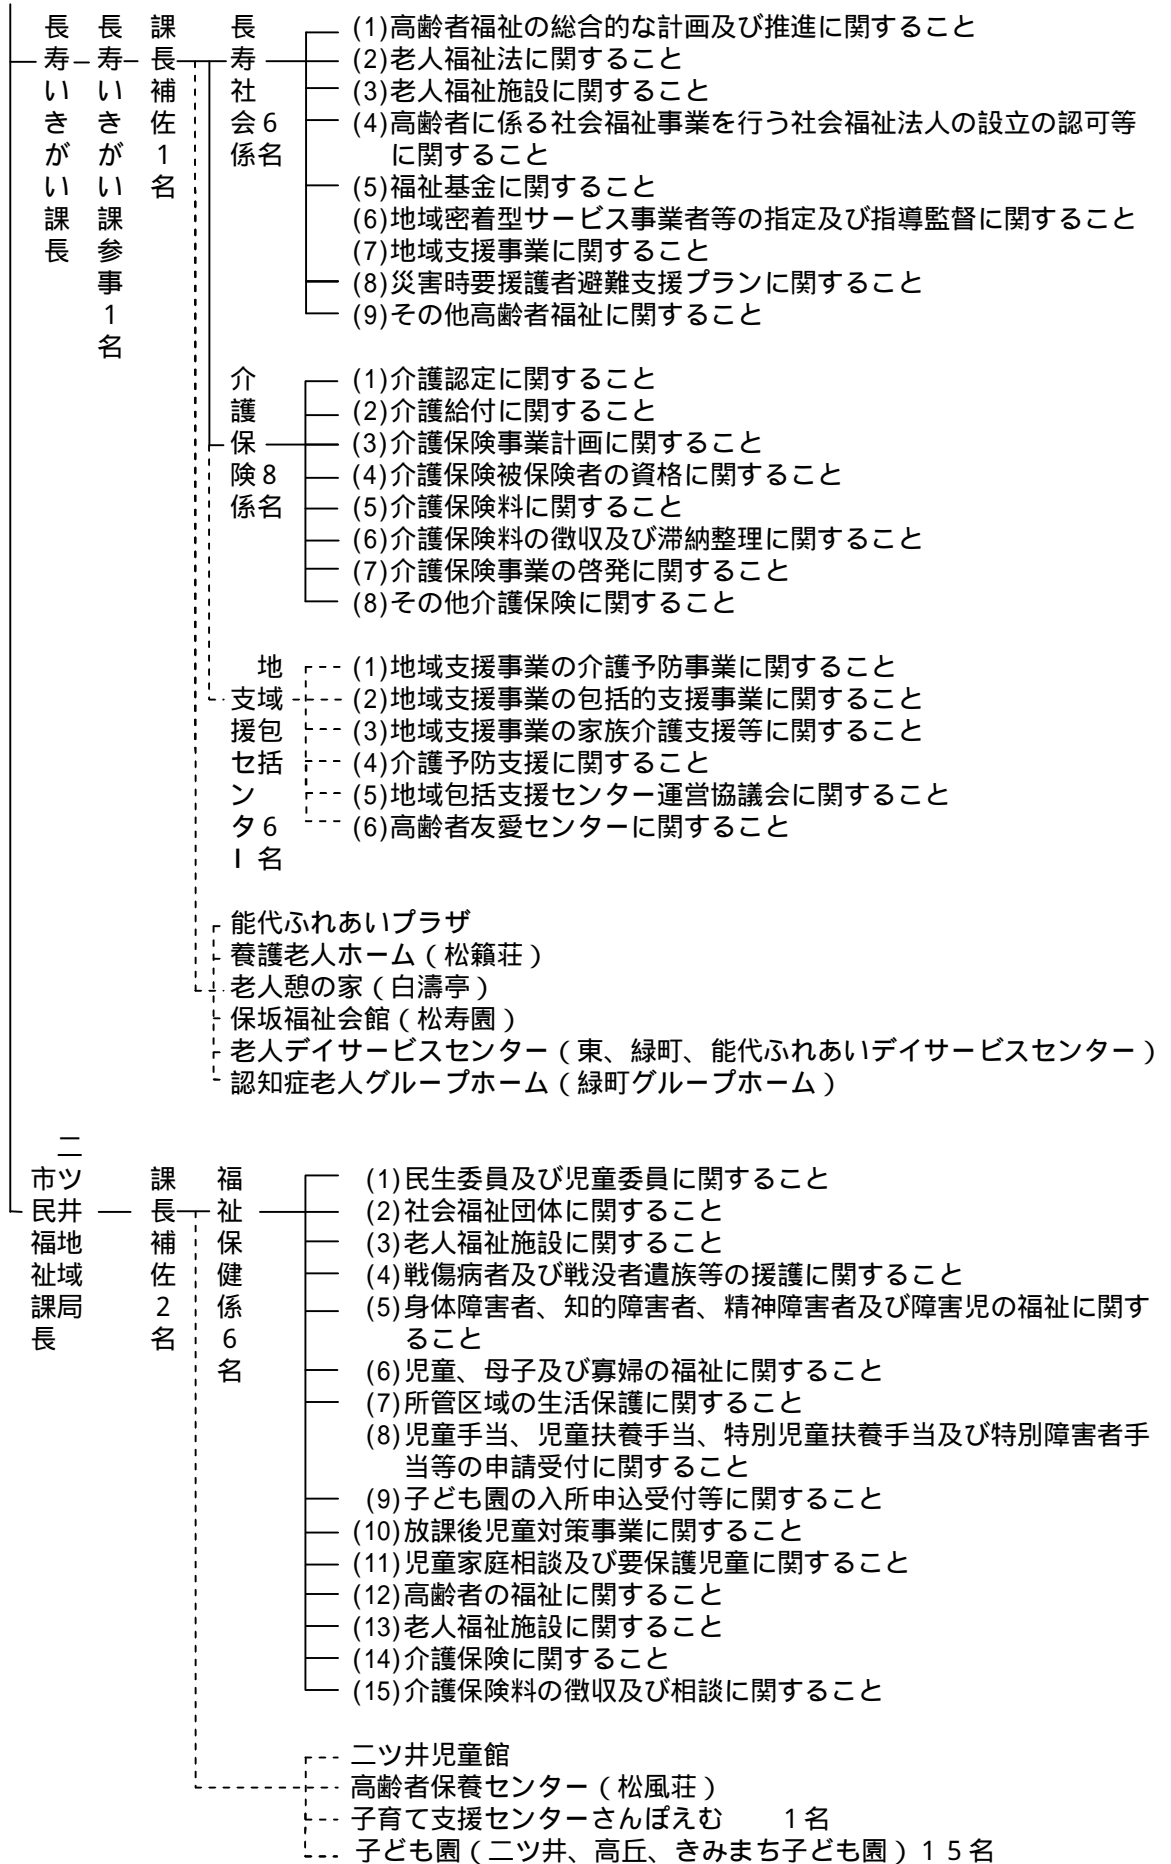 長寿いきがい課長
長寿いきがい課参事1名
課長補佐1名
長寿社会係
6名
(1)高齢者福祉の総合的な計画及び推進に関すること
(2)老人福祉法に関すること
(3)老人福祉施設に関すること
(4)高齢者に係る社会福祉事業を行う社会福祉法人の設立の認可等
に関すること
(5)福祉基金に関すること
(6)地域密着型サービス事業者等の指定及び指導監督に関すること
(7)地域支援事業に関すること
(8)災害時要援護者避難支援プランに関すること
(9)その他高齢者福祉に関すること
介護保険係
8名
(1)介護認定に関すること
(2)介護給付に関すること
(3)介護保険事業計画に関すること
(4)介護保険被保険者の資格に関すること
(5)介護保険料に関すること
(6)介護保険料の徴収及び滞納整理に関すること
(7)介護保険事業の啓発に関すること
(8)その他介護保険に関すること
地域包括
支援センター
6名
(1)地域支援事業の介護予防事業に関すること
(2)地域支援事業の包括的支援事業に関すること
(3)地域支援事業の家族介護支援等に関すること
(4)介護予防支援に関すること
(5)地域包括支援センター運営協議会に関すること
(6)高齢者友愛センターに関すること
能代ふれあいプラザ
養護老人ホーム(松籟荘)
老人憩の家(白濤亭)
保坂福祉会館(松寿園)
老人デイサービスセンター(東、緑町、能代ふれあいデイサービスセンター)
認知症老人グループホーム(緑町グループホーム)
二ツ井地域局
市民福祉課長
課長補佐2名
福祉保健係6名
(1)民生委員及び児童委員に関すること
(2)社会福祉団体に関すること
(3)老人福祉施設に関すること
(4)戦傷病者及び戦没者遺族等の援護に関すること
(5)身体障害者、知的障害者、精神障害者及び障害児の福祉に関す
ること
(6)児童、母子及び寡婦の福祉に関すること
(7)所管区域の生活保護に関すること
(8)児童手当、児童扶養手当、特別児童扶養手当及び特別障害者手
当等の申請受付に関すること
(9)子ども園の入所申込受付等に関すること
(10)放課後児童対策事業に関すること
(11)児童家庭相談及び要保護児童に関すること
(12)高齢者の福祉に関すること
(13)老人福祉施設に関すること
(14)介護保険に関すること
(15)介護保険料の徴収及び相談に関すること
二ツ井児童館
高齢者保養センター(松風荘)
子育て支援センターさんぽえむ 1名
子ども園(二ツ井、高丘、きみまち子ども園)15名